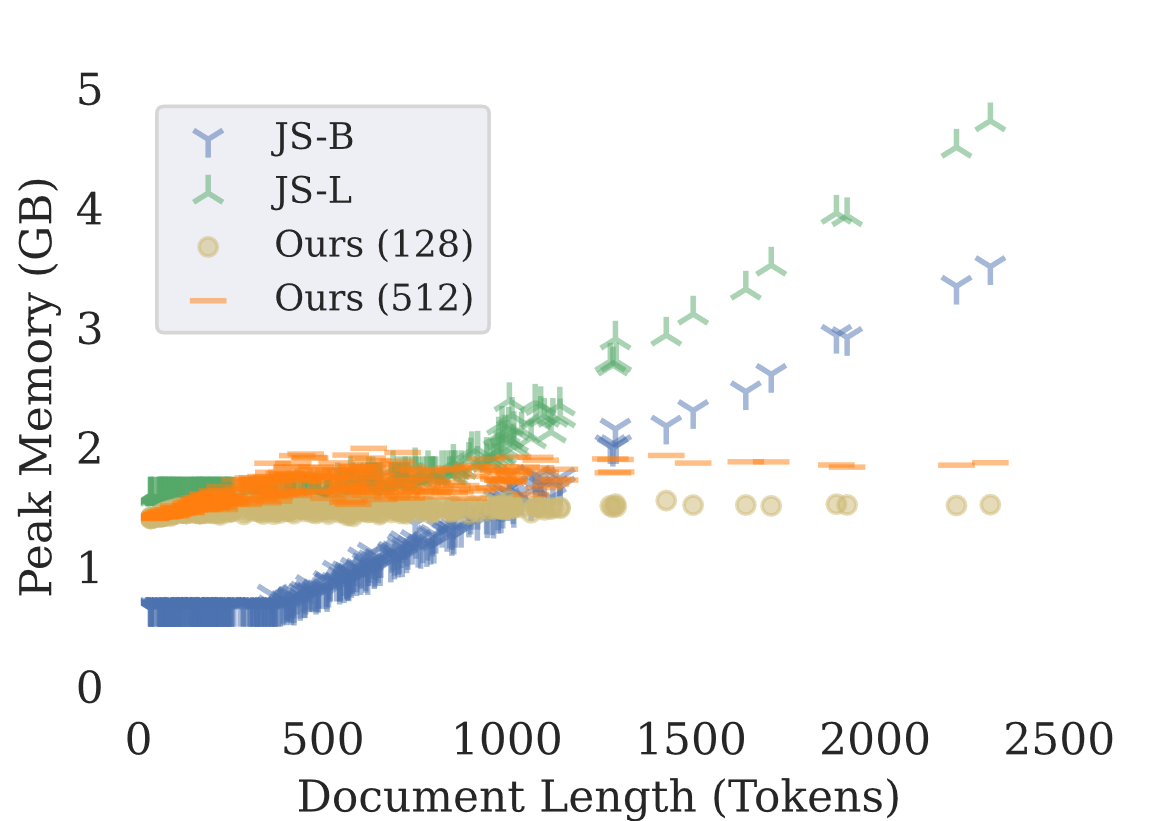 5
4
3
2
1
0
Peak Memory (GB)
JS-B
JS-L
Ours (128)
Ours (512)
0 500 1000 1500 2000 2500
Document Length (Tokens)